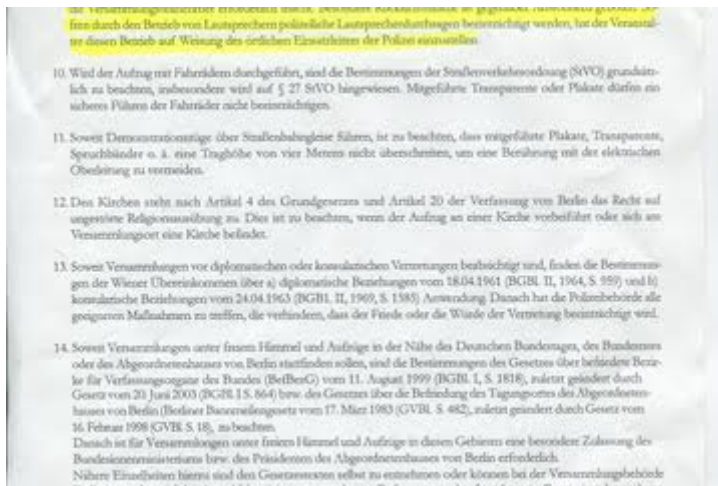 fern durch den Betrieb von Lautsprechern polizeiliche Lautsprecherdurchsagen beeinträchtigt werden, hat der Veranstal-
ter diesen Betrieb auf Weisung des örtlichen Einsatzleiters der Polizei einzustellen.
10. Wird der Aufzug mit Fahrrädern durchgeführt, sind die Bestimmungen der Straßenverkehrsordnung (StVO) grundsätz-
lich zu beachten, insbesondere wird auf § 27 StVO hingewiesen. Mitgeführte Transparente oder Plakate dürfen ein
sicheres Führen der Fahrräder nicht beeinträchtigen.
11. Soweit Demonstrationszüge über Straßenbahngleise führen, ist zu beachten, dass mitgeführte Plakate, Transparente,
Spruchbänder o. ä. eine Traghöhe von vier Metern nicht überschreiten, um eine Berührung mit der elektrischen
Oberleitung zu vermeiden.
12. Den Kirchen steht nach Artikel 4 des Grundgesetzes und Artikel 20 der Verfassung von Berlin das Recht auf
ungestörte Religionsausübung zu. Dies ist zu beachten, wenn der Aufzug an einer Kirche vorbeiführt oder sich am
Versammlungsort eine Kirche befindet.
13. Soweit Versammlungen vor diplomatischen oder konsularischen Vertretungen beabsichtigt sind, finden die Bestimmun-
gen der Wiener Übereinkommen über a) diplomatische Beziehungen vom 18.04.1961 (BGBl. II, 1964, S. 959) und b)
konsularische Beziehungen vom 24.04.1963 (BGBl. II, 1969, S. 1585) Anwendung. Danach hat die Polizeibehörde alle
geeigneten Maßnahmen zu treffen, die verhindern, dass der Friede oder die Würde der Vertretung beeinträchtigt wird.
14. Soweit Versammlungen unter freiem Himmel und Aufzüge in der Nähe des Deutschen Bundestages, des Bundesrates
oder des Abgeordnetenhauses von Berlin stattfinden sollen, sind die Bestimmungen des Gesetzes über befriedete Bezir-
ke für Verfassungsorgane des Bundes (BefBezG) vom 11. August 1999 (BGBl. I, S. 1818), zuletzt geändert durch
Gesetz vom 20. Juni 2003 (BGBl. I S. 864) bzw. des Gesetzes über die Befriedung des Tagungsortes des Abgeordneten-
hauses von Berlin (Berliner Bannmeilengesetz vom 17. März 1983 (GVBl. S. 482), zuletzt geändert durch Gesetz vom
16. Februar 1998 (GVBl. S. 18), zu beachten.
Danach ist für Versammlungen unter freiem Himmel und Aufzüge in diesen Gebieten eine besondere Zulassung des
Bundesinnenministeriums bzw. des Präsidenten des Abgeordnetenhauses von Berlin erforderlich.
Nähere Einzelheiten hierzu sind den Gesetzestexten selbst zu entnehmen oder können bei der Versammlungsbehörde